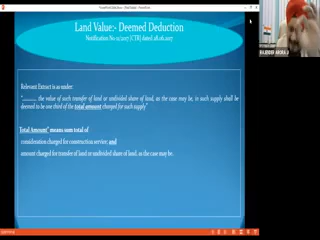 Land Value:- Deemed Deduction
Notification No 11/2017 [CTR] dated: 28.06.2017
Relevant Extract is as under:
".............. the value of such transfer of land or undivided share of land, as the case may be, in such supply shall be
deemed to be one third of the total amount charged for such supply"
Total Amount" means sum total of
consideration charged for construction service; and
amount charged for transfer of land or undivided share of land, as the case may be.